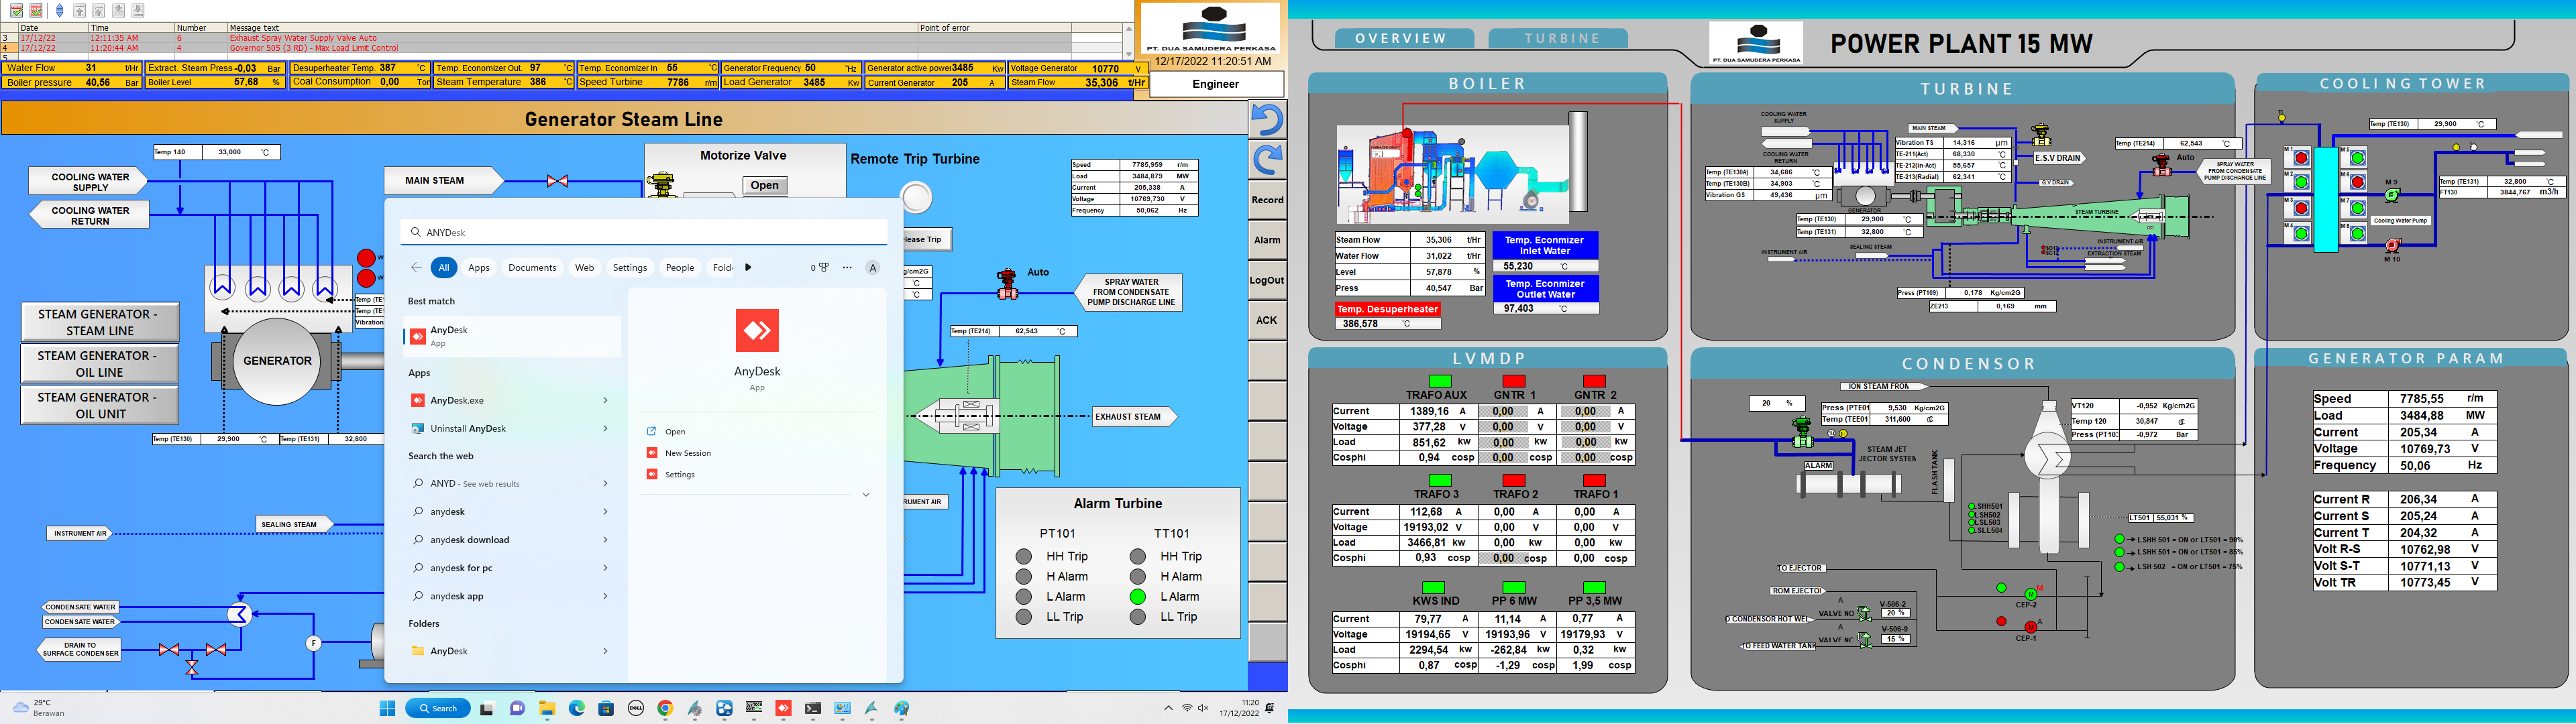 Date Time Number Message text Point of error
3 17/12/22 12:11:35 AM 6 Exhaust Spray Water Supply Valve Auto
4 17/12/22 11:20:44 AM 4 Governor 505 (3 RD) - Max Load Limit Control
PT. DUA SAMUDERA PERKASA
12/17/2022 11:20:51 AM
Engineer
Water Flow 31 t/Hr
Extract. Steam Press -0,03 Bar
Desuperheater Temp. 387 °C
Temp. Economizer Out 97 °C
Temp. Economizer In 55 °C
Generator Frequency 50 Hz
Generator active power 3485 Kw
Voltage Generator 10770 V
Boiler pressure 40,56 Bar
Boiler Level 57,68 %
Coal Consumption 0,00 Ton
Steam Temperature 386 °C
Speed Turbine 7786 r/m
Load Generator 3485 Kw
Current Generator 205 A
Steam Flow 35,306 t/Hr
Generator Steam Line
Temp 140 33,000 °C
COOLING WATER
SUPPLY
COOLING WATER
RETURN
MAIN STEAM
Motorize Valve
Open
Remote Trip Turbine
Speed 7785,959 r/m
Load 3484,879 MW
Current 205,338 A
Voltage 10769,730 V
Frequency 50,062 Hz
Record
Alarm
LogOut
ACK
Auto
SPRAY WATER
FROM CONDENSATE
PUMP DISCHARGE LINE
Temp (TE214) 62,543 °C
STEAM GENERATOR -
STEAM LINE
STEAM GENERATOR -
OIL LINE
STEAM GENERATOR -
OIL UNIT
GENERATOR
Temp (TE130) 29,900 °C
Temp (TE131) 32,800
EXHAUST STEAM
INSTRUMENT AIR
SEALING STEAM
CONDENSATE WATER
CONDENSATE WATER
DRAIN TO
SURFACE CONDENSER
F
Alarm Turbine
PT101 TT101
HH Trip HH Trip
H Alarm H Alarm
L Alarm L Alarm
LL Trip LL Trip
ANYDesk
All Apps Documents Web Settings People
0
A
Best match
AnyDesk
App
Apps
AnyDesk.exe
Uninstall AnyDesk
Search the web
ANYD - See web results
anydesk
anydesk download
anydesk for pc
anydesk app
Folders
AnyDesk
AnyDesk
App
Open
New Session
Settings
29°C
Berawan
Search
11:20
17/12/2022
OVERVIEW
TURBINE
PT. DUA SAMUDERA PERKASA
POWER PLANT 15 MW
BOILER
Steam Flow 35,306 t/Hr
Water Flow 31,022 t/Hr
Level 57,878 %
Press 40,547 Bar
Temp. Desuperheater
386,578 °C
Temp. Econmizer
Inlet Water
55,230 °C
Temp. Econmizer
Outlet Water
97,403 °C
TURBINE
COOLING WATER
SUPPLY
COOLING WATER
RETURN
MAIN STEAM
Vibration TS 14,316 µm
TE-211(Act) 68,330 °C
TE-212(in-Act) 55,657 °C
TE-213(Radial) 62,341 °C
E.S.V DRAIN
G.V DRAIN
Temp (TE214) 62,543 °C
Auto
SPRAY WATER
FROM CONDENSATE
PUMP DISCHARGE LINE
Temp (TE130A) 34,686 °C
Temp (TE130B) 34,903 °C
Vibration GS 49,436 µm
GENERATOR
Temp (TE130) 29,900 °C
Temp (TE131) 32,800 °C
STEAM TURBINE
INSTRUMENT AIR
SEALING STEAM
INSTRUMENT AIR
EXTRACTION STEAM
Press (PT109) 0,178 Kg/cm2G
ZE213 0,169 mm
COOLING TOWER
Temp (TE130) 29,900 °C
M 1
M 5
M 2
M 6
M 3
M 7
M 4
M 8
M 9
Cooling Water Pump
M 10
Temp (TE131) 32,800 °C
FT130 3844,767 m3/h
LVMDP
TRAFO AUX GNTR 1 GNTR 2
Current 1389,16 A 0,00 A 0,00 A
Voltage 377,28 V 0,00 V 0,00 V
Load 851,62 kw 0,00 kw 0,00 kw
Cosphi 0,94 cosp 0,00 cosp 0,00 cosp
TRAFO 3 TRAFO 2 TRAFO 1
Current 112,68 A 0,00 A 0,00 A
Voltage 19193,02 V 0,00 V 0,00 V
Load 3466,81 kw 0,00 kw 0,00 kw
Cosphi 0,93 cosp 0,00 cosp 0,00 cosp
KWS IND PP 6 MW PP 3,5 MW
Current 79,77 A 11,14 A 0,77 A
Voltage 19194,65 V 19193,96 V 19179,93 V
Load 2294,54 kw -262,84 kw 0,32 kw
Cosphi 0,87 cosp -1,29 cosp 1,99 cosp
CONDENSOR
ION STEAM FROM
20 %
Press (PTE01 9,530 Kg/cm2G
Temp (TEE01 311,600 °C
VT120 -0,952 Kg/cm2G
Temp 120 30,847 °C
Press (PT103 -0,972 Bar
STEAM JET
JECTOR SYSTEM
ALARM
FLASH TANK
LSHH501
LSH502
LSL503
SLL504
LT501 55,031 %
LSHH 501 = ON or LT501 = 90%
LSHH 501 = ON or LT501 = 85%
LSH 502 = ON or LT501 = 75%
TO EJECTOR
ROM EJECTOR
A
VALVE NO
V-506-2
20 %
O CONDENSOR HOT WEL
A
V-506-9
15 %
TO FEED WATER TANK
M
CEP-2
A
CEP-1
GENERATOR PARAM
Speed 7785,55 r/m
Load 3484,88 MW
Current 205,34 A
Voltage 10769,73 V
Frequency 50,06 Hz
Current R 206,34 A
Current S 205,24 A
Current T 204,32 A
Volt R-S 10762,98 V
Volt S-T 10771,13 V
Volt TR 10773,45 V